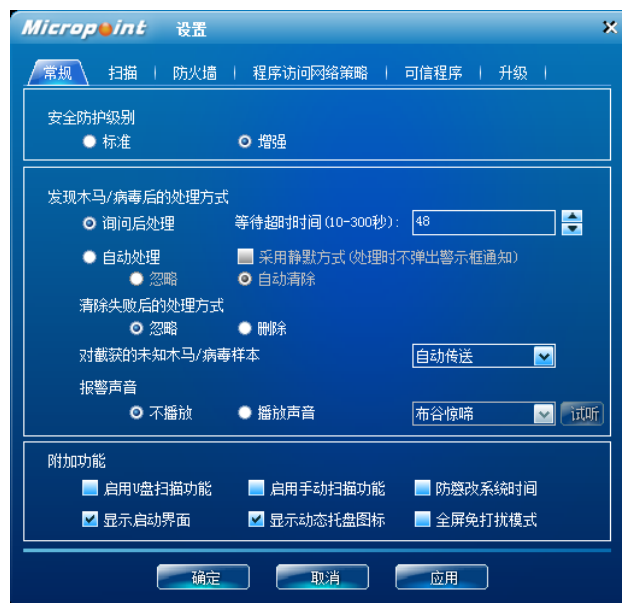 Micropoint 设置
常规 扫描 防火墙 程序访问网络策略 可信程序 升级
安全防护级别
标准 增强
发现木马/病毒后的处理方式
询问后处理 等待超时时间(10-300秒): 48
自动处理 采用静默方式(处理时不弹出警示框通知)
忽略 自动清除
清除失败后的处理方式
忽略 删除
对截获的未知木马/病毒样本 自动传送
报警声音
不播放 播放声音 布谷惊啼 试听
附加功能
启用U盘扫描功能 启用手动扫描功能 防篡改系统时间
显示启动界面 显示动态托盘图标 全屏免打扰模式
确定 取消 应用